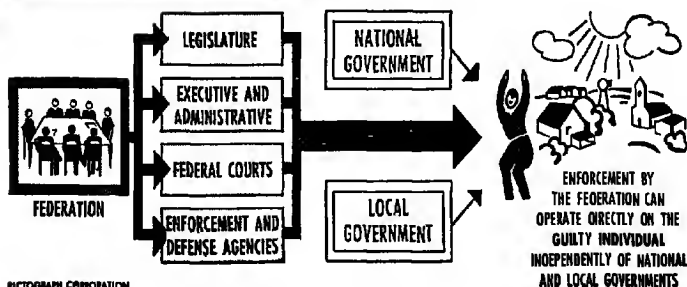 FEDERATION
LEGISLATURE
EXECUTIVE AND
ADMINISTRATIVE
FEDERAL COURTS
ENFORCEMENT AND
DEFENSE AGENCIES
NATIONAL
GOVERNMENT
LOCAL
GOVERNMENT
ENFORCEMENT BY
THE FEDERATION CAN
OPERATE DIRECTLY ON THE
GUILTY INDIVIDUAL
INDEPENDENTLY OF NATIONAL
AND LOCAL GOVERNMENTS
PICTOGRAPH CORPORATION